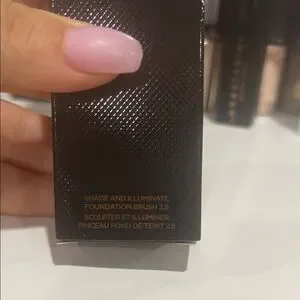 SHADE AND ILLUMINATE
FOUNDATION BRUSH 2.5
SCULPTER ET ILLUMINER
PINCEAU FOND DE TEINT 2.5